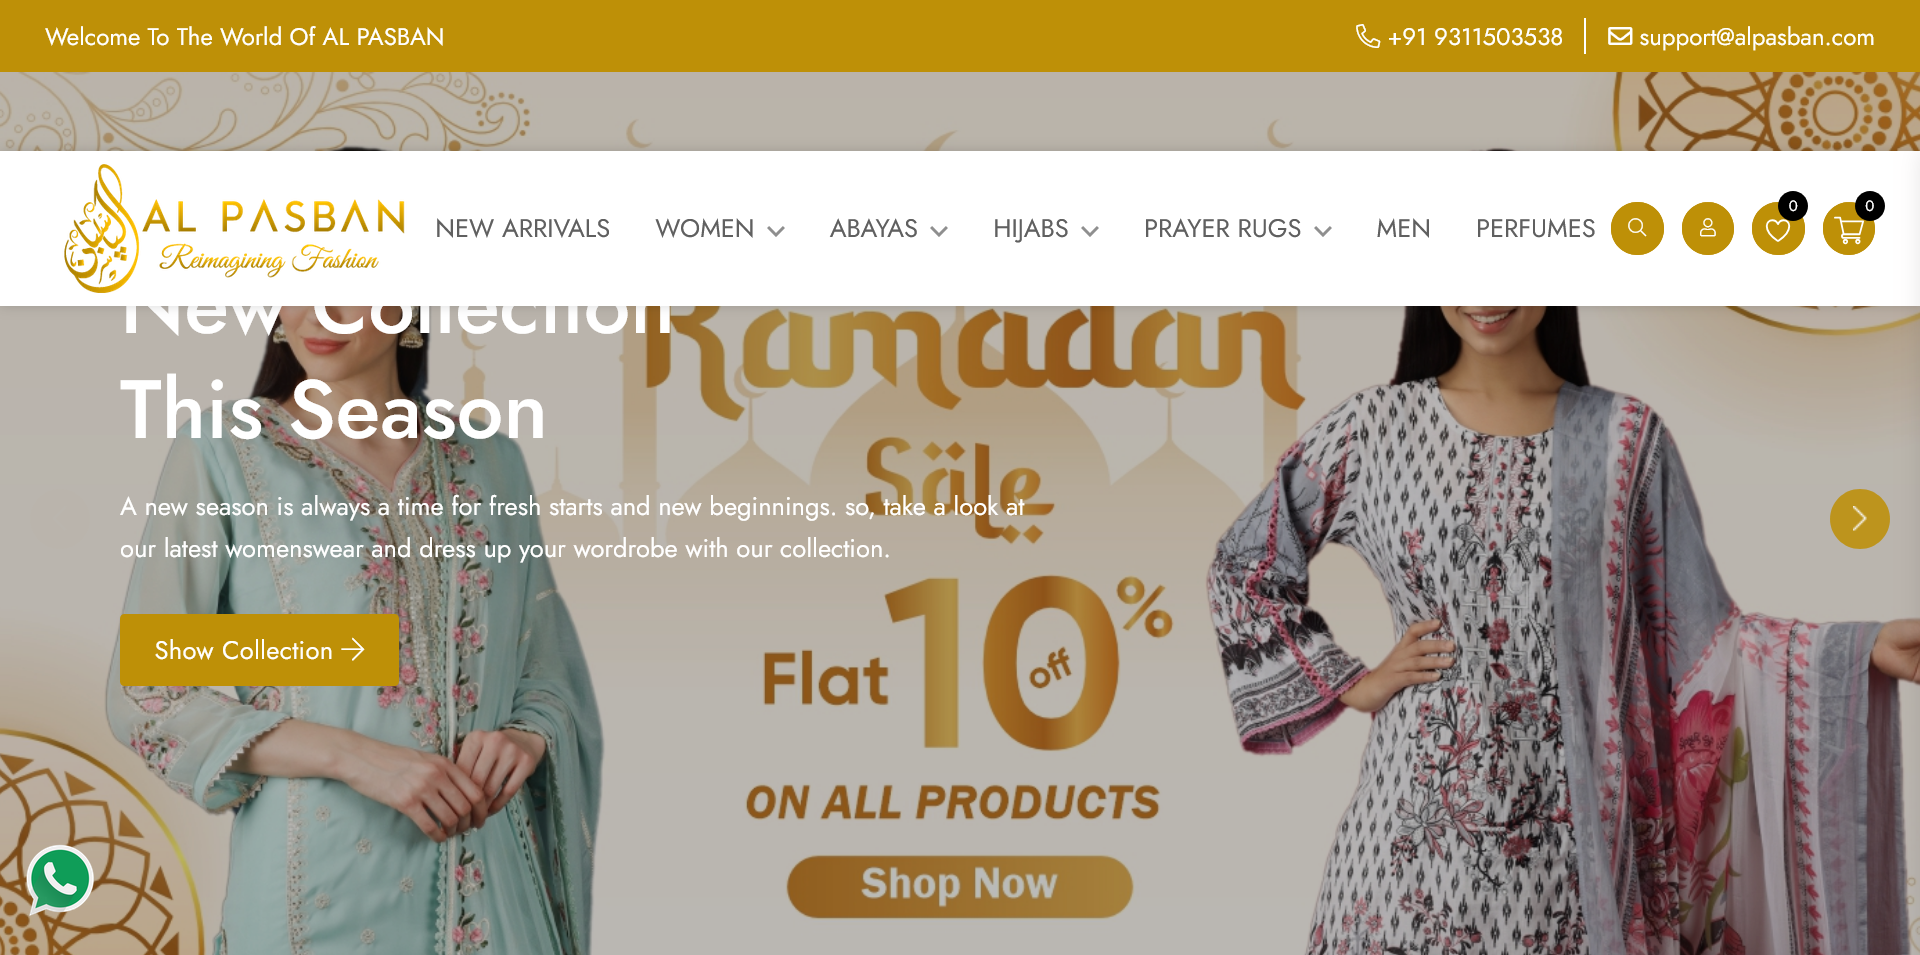 Welcome To The World Of AL PASBAN
+91 9311503538
support@alpasban.com
AL PASBAN
Reimagining Fashion
NEW ARRIVALS
WOMEN
ABAYAS
HIJABS
PRAYER RUGS
MEN
PERFUMES
0
0
New Collection
This Season
A new season is always a time for fresh starts and new beginnings. so, take a look at
our latest womenswear and dress up your wordrobe with our collection.
Show Collection
Ramadan
Sale
Flat 10% off
ON ALL PRODUCTS
Shop Now